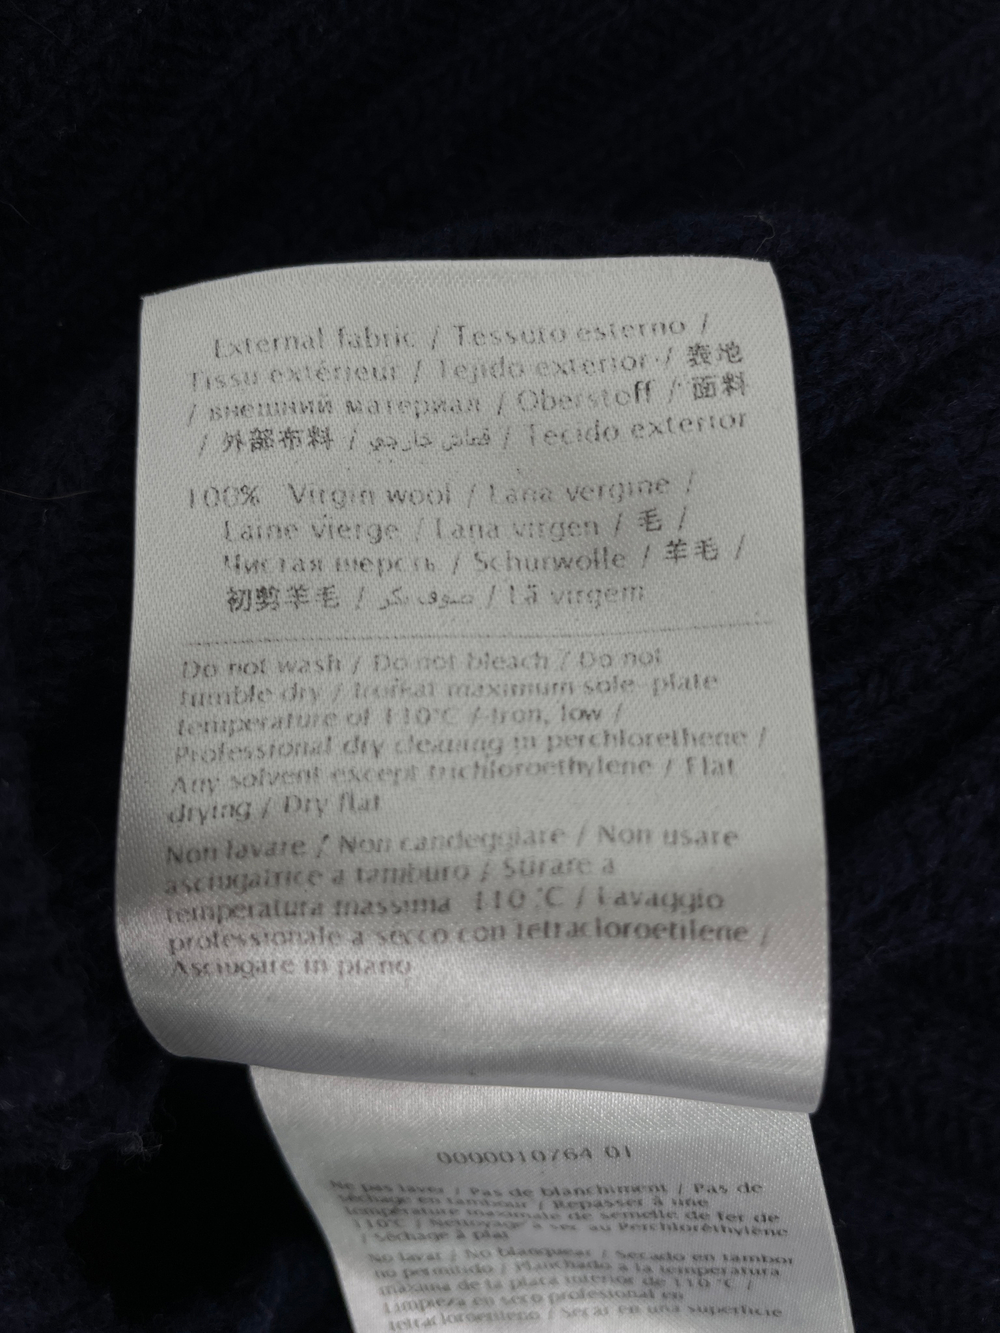 External fabric / Tessuto esterno /
Tissu extérieur / Tejido exterior / 表地
/ внешний материал / Oberstoff / 面料
/ 外部布料 / قماش خارجي / Tecido exterior
100% Virgin wool / Lana vergine /
Laine vierge / Lana virgen / 毛 /
Чистая шерсть / Schurwolle / 羊毛 /
初剪羊毛 / صوف بكر / Lã virgem
Do not wash / Do not bleach / Do not
tumble dry / Iron at maximum sole-plate
temperature of 110°C / Iron, low /
Professional dry cleaning in perchlorethene /
Any solvent except trichloroethylene / Flat
drying / Dry flat
Non lavare / Non candeggiare / Non usare
asciugatrice a tamburo / Stirare a
temperatura massima 110 °C / Lavaggio
professionale a secco con tetracloroetilene /
Asciugare in piano
0000010764 01
Ne pas laver / Pas de blanchiment / Pas de
séchage en tambour / Repasser à une
température maximale de semelle de fer de
110°C / Nettoyage à sec au Perchloréthylène
/ Séchage à plat
No lavar / No blanquear / Secado en tambor
no permitido / Planchado a la temperatura
máxima de la placa inferior de 110 °C /
Limpieza en seco profesional en
tetracloroetileno / Secar en una superficie